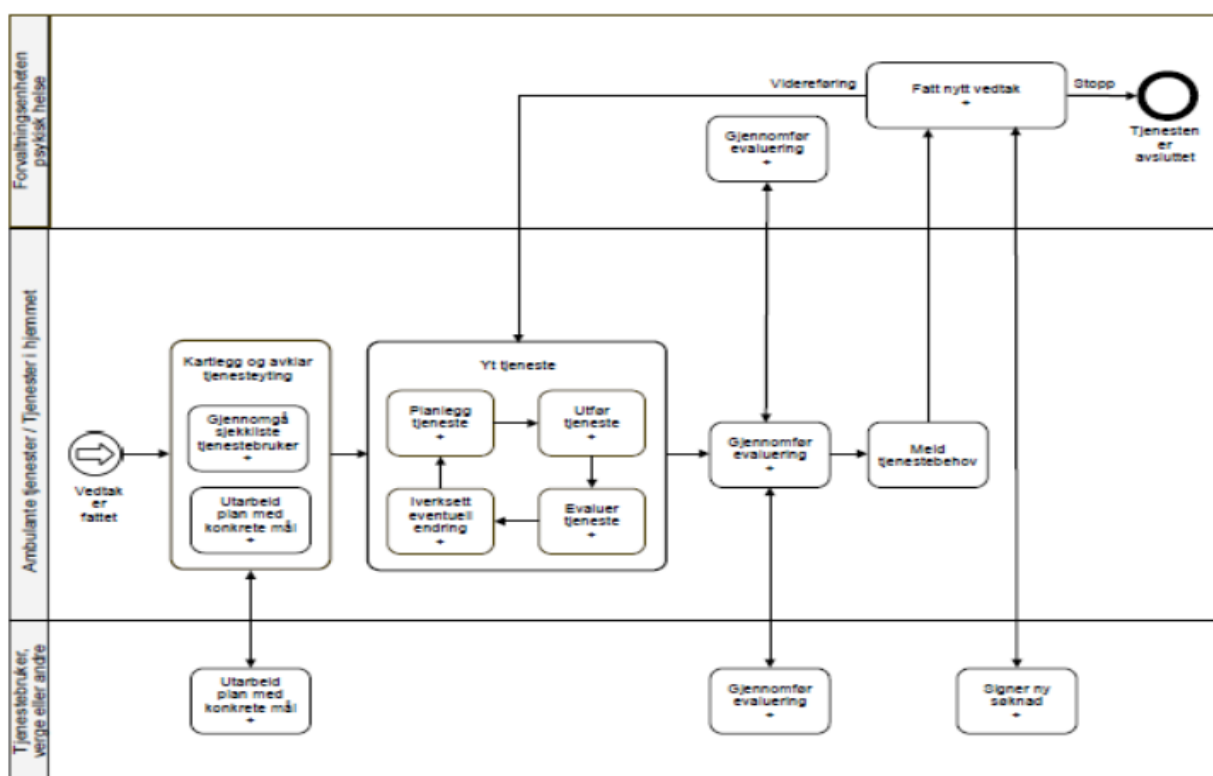 Forvaltningsenheten
psykisk helse
Videreføring
Fatt nytt vedtak
+
Stopp
Tjenesten
er
avsluttet
Gjennomfør
evaluering
+
Ambulante tjenester / Tjenester i hjemmet
Vedtak
er
fattet
Kartlegg og avklar
tjenesteyting
Gjennomgå
sjekkliste
tjenestebruker
+
Utarbeid
plan med
konkrete mål
+
Yt tjeneste
Planlegg
tjeneste
+
Utfør
tjeneste
+
Iverksett
eventuell
endring
+
Evaluer
tjeneste
+
Gjennomfør
evaluering
+
Meld
tjenestebehov
Tjenestebruker,
verge eller andre
Utarbeid
plan med
konkrete mål
+
Gjennomfør
evaluering
+
Signer ny
søknad
+